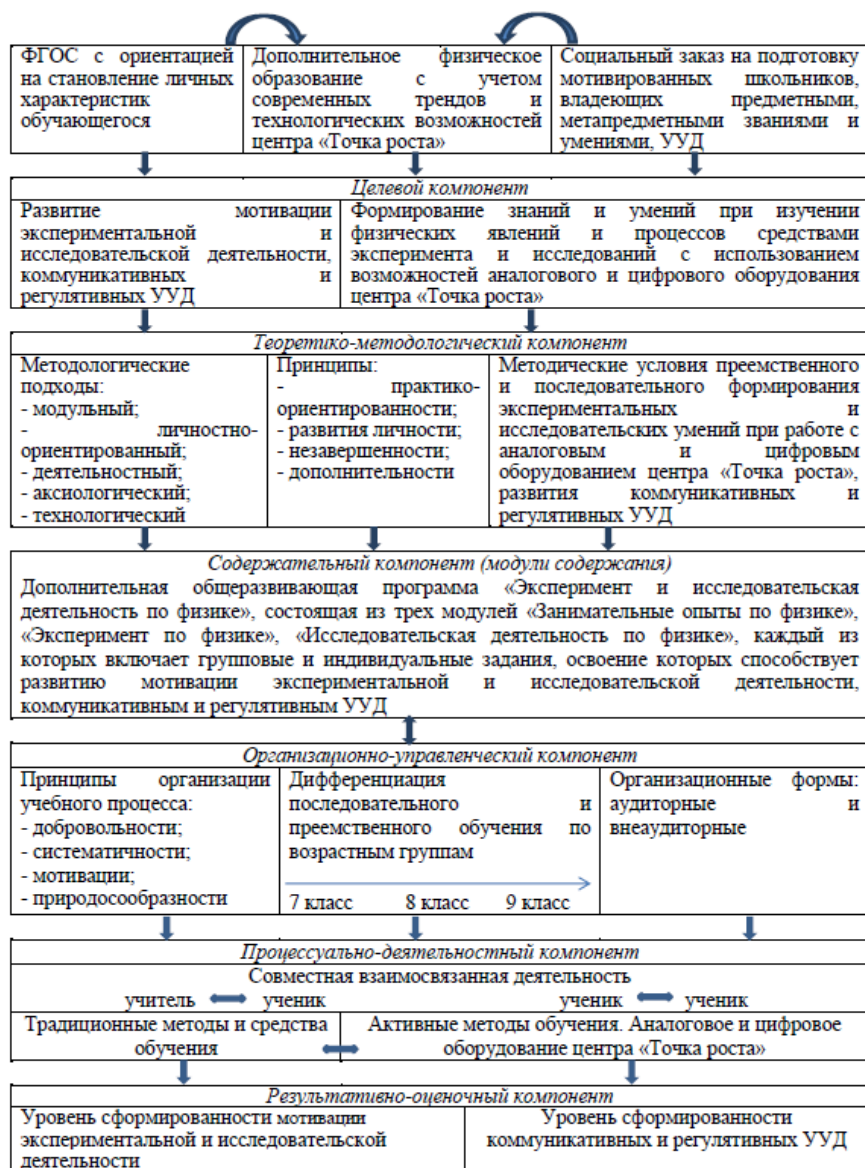 ФГОС с ориентацией
на становление личных
характеристик
обучающегося
Дополнительное физическое
образование с учетом
современных трендов и
технологических возможностей
центра «Точка роста»
Социальный заказ на подготовку
мотивированных школьников,
владеющих предметными,
метапредметными званиями и
умениями, УУД
Целевой компонент
Развитие мотивации
экспериментальной и
исследовательской деятельности,
коммуникативных и
регулятивных УУД
Формирование знаний и умений при изучении
физических явлений и процессов средствами
эксперимента и исследований с использованием
возможностей аналогового и цифрового оборудования
центра «Точка роста»
Теоретико-методологический компонент
Методологические
подходы:
- модульный;
- личностно-
ориентированный;
- деятельностный;
- аксиологический;
- технологический
Принципы:
- практико-
ориентированности;
- развития личности;
- незавершенности;
- дополнительности
Методические условия преемственного
и последовательного формирования
экспериментальных и
исследовательских умений при работе с
аналоговым и цифровым
оборудованием центра «Точка роста»,
развития коммуникативных и
регулятивных УУД
Содержательный компонент (модули содержания)
Дополнительная общеразвивающая программа «Эксперимент и исследовательская
деятельность по физике», состоящая из трех модулей «Занимательные опыты по физике»,
«Эксперимент по физике», «Исследовательская деятельность по физике», каждый из
которых включает групповые и индивидуальные задания, освоение которых способствует
развитию мотивации экспериментальной и исследовательской деятельности,
коммуникативным и регулятивным УУД
Организационно-управленческий компонент
Принципы организации
учебного процесса:
- добровольности;
- систематичности;
- мотивации;
- природосообразности
Дифференциация
последовательного и
преемственного обучения по
возрастным группам
7 класс 8 класс 9 класс
Организационные формы:
аудиторные и
внеаудиторные
Процессуально-деятельностный компонент
Совместная взаимосвязанная деятельность
учитель ученик ученик ученик
Традиционные методы и средства
обучения
Активные методы обучения. Аналоговое и цифровое
оборудование центра «Точка роста»
Результативно-оценочный компонент
Уровень сформированности мотивации
экспериментальной и исследовательской
деятельности
Уровень сформированности
коммуникативных и регулятивных УУД